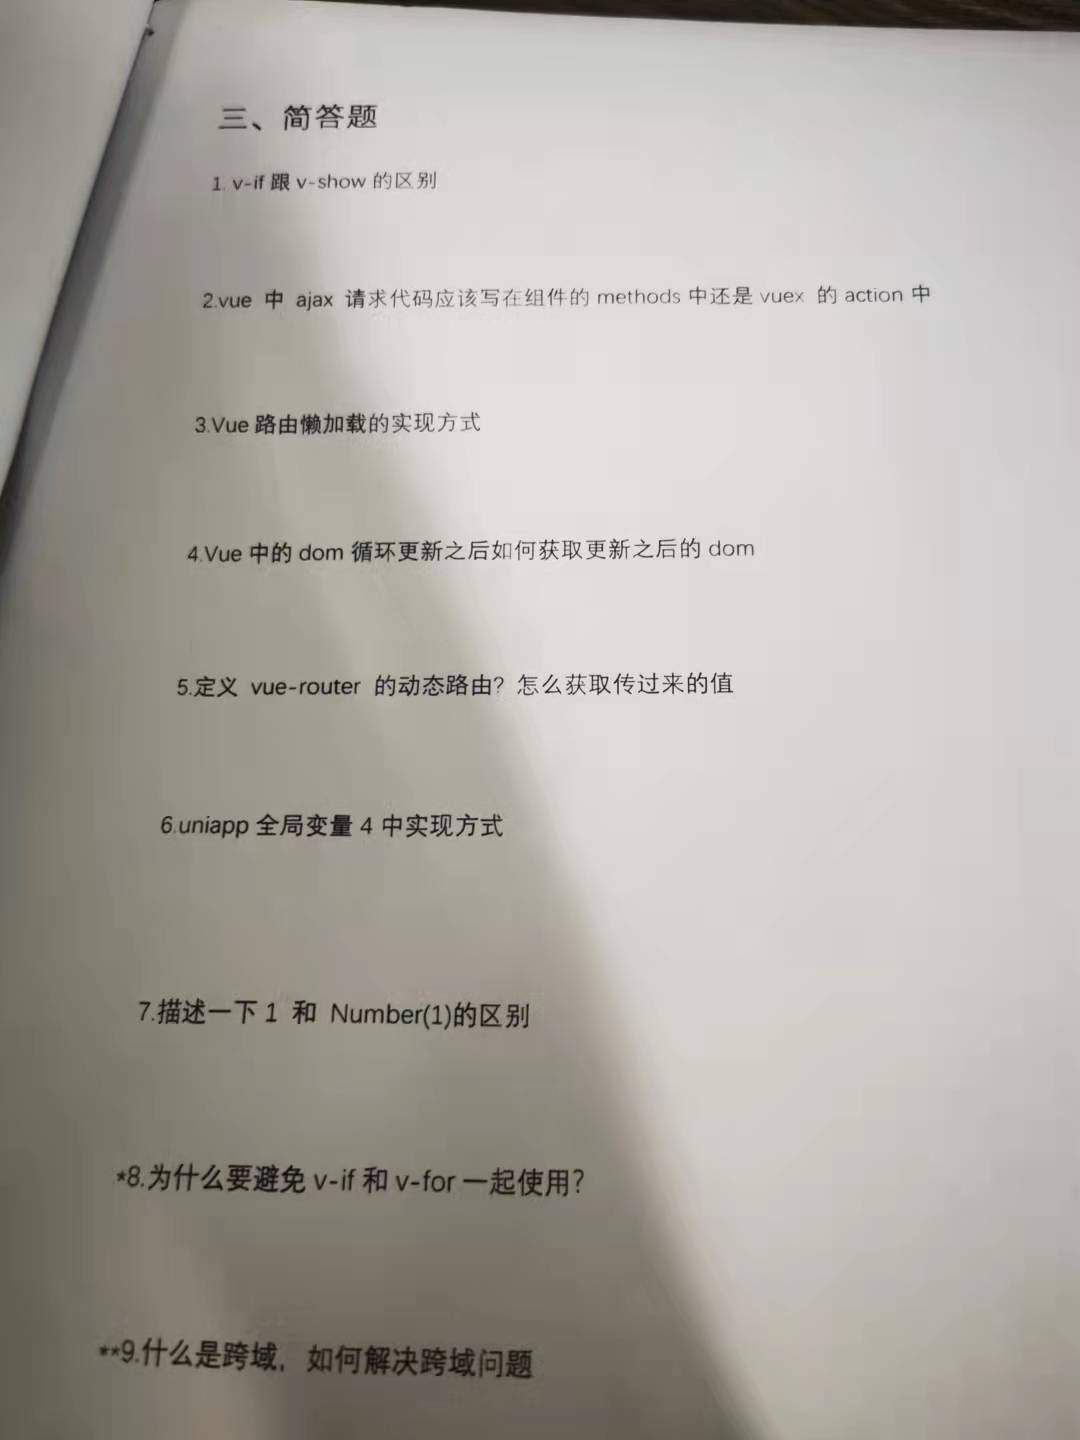 三、简答题
1. v-if 跟 v-show 的区别
2.vue 中 ajax 请求代码应该写在组件的 methods 中还是 vuex 的 action 中
3.Vue 路由懒加载的实现方式
4.Vue 中的 dom 循环更新之后如何获取更新之后的 dom
5.定义 vue-router 的动态路由？怎么获取传过来的值
6.uniapp 全局变量 4 中实现方式
7.描述一下 1 和 Number(1)的区别
*8.为什么要避免 v-if 和 v-for 一起使用？
**9.什么是跨域，如何解决跨域问题